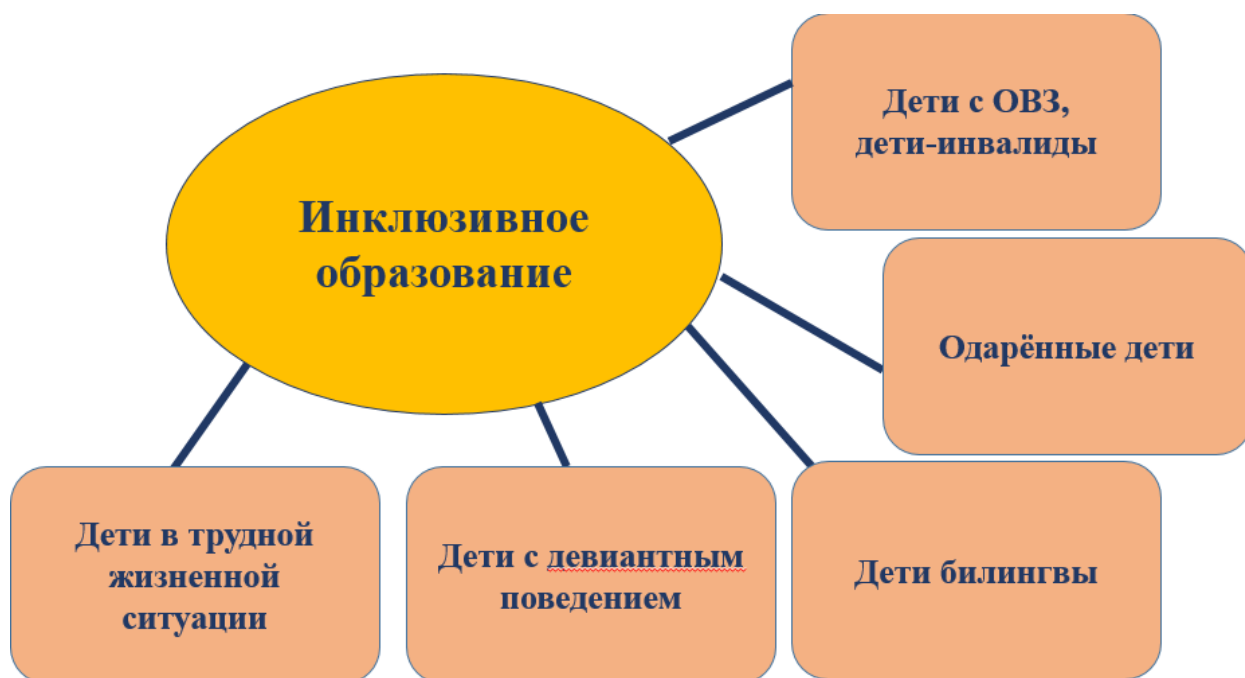 Инклюзивное
образование
Дети с ОВЗ,
дети-инвалиды
Одарённые дети
Дети билингвы
Дети с девиантным
поведением
Дети в трудной
жизненной
ситуации